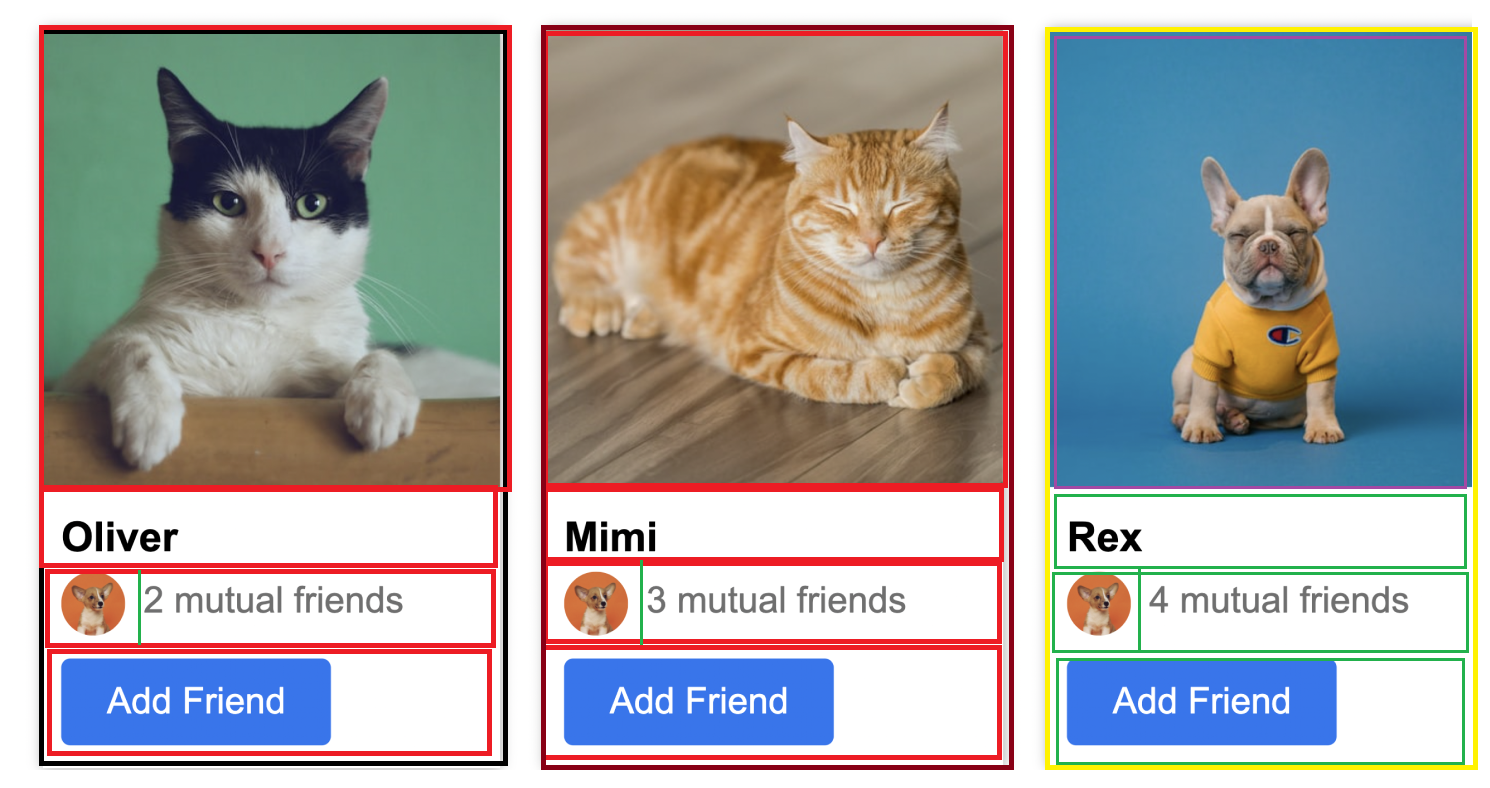 Oliver
2 mutual friends
Add Friend
Mimi
3 mutual friends
Add Friend
Rex
4 mutual friends
Add Friend